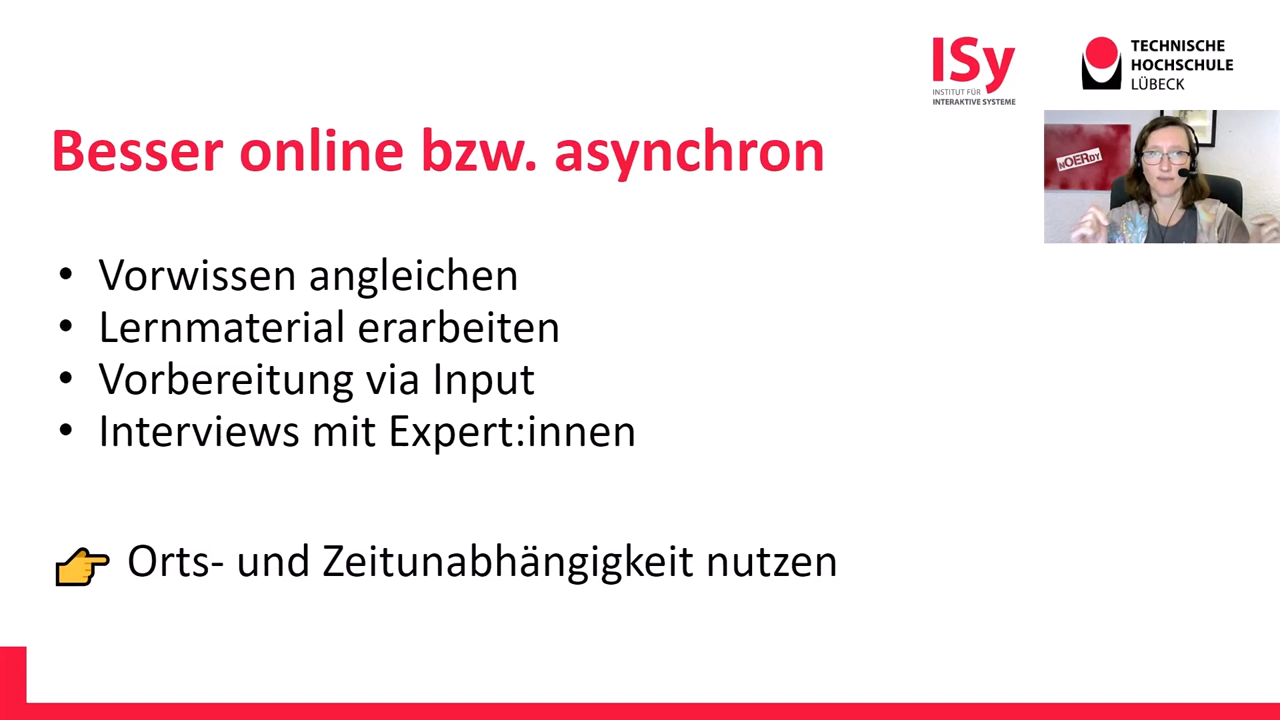 ISy
INSTITUT FÜR
INTERAKTIVE SYSTEME
TECHNISCHE
HOCHSCHULE
LÜBECK
nOERdy
Besser online bzw. asynchron
• Vorwissen angleichen
• Lernmaterial erarbeiten
• Vorbereitung via Input
• Interviews mit Expert:innen
👉 Orts- und Zeitunabhängigkeit nutzen